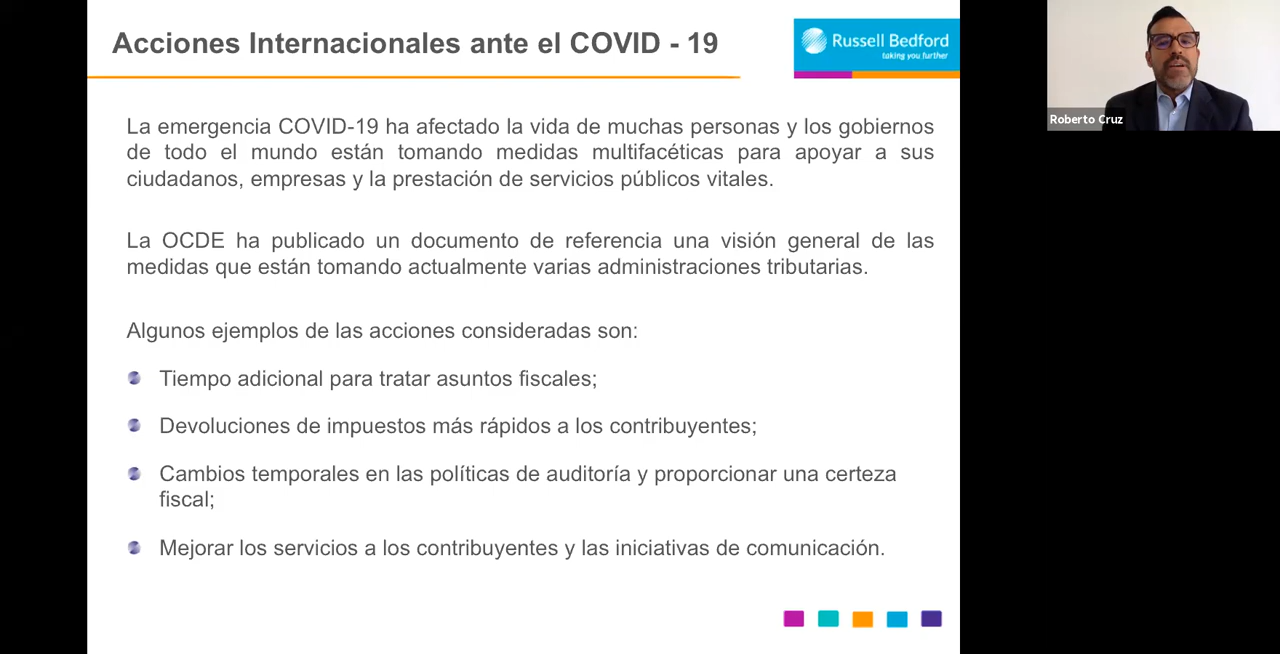 Acciones Internacionales ante el COVID - 19
Russell Bedford
taking you further
Roberto Cruz
La emergencia COVID-19 ha afectado la vida de muchas personas y los gobiernos
de todo el mundo están tomando medidas multifacéticas para apoyar a sus
ciudadanos, empresas y la prestación de servicios públicos vitales.
La OCDE ha publicado un documento de referencia una visión general de las
medidas que están tomando actualmente varias administraciones tributarias.
Algunos ejemplos de las acciones consideradas son:
Tiempo adicional para tratar asuntos fiscales;
Devoluciones de impuestos más rápidos a los contribuyentes;
Cambios temporales en las políticas de auditoría y proporcionar una certeza
fiscal;
Mejorar los servicios a los contribuyentes y las iniciativas de comunicación.